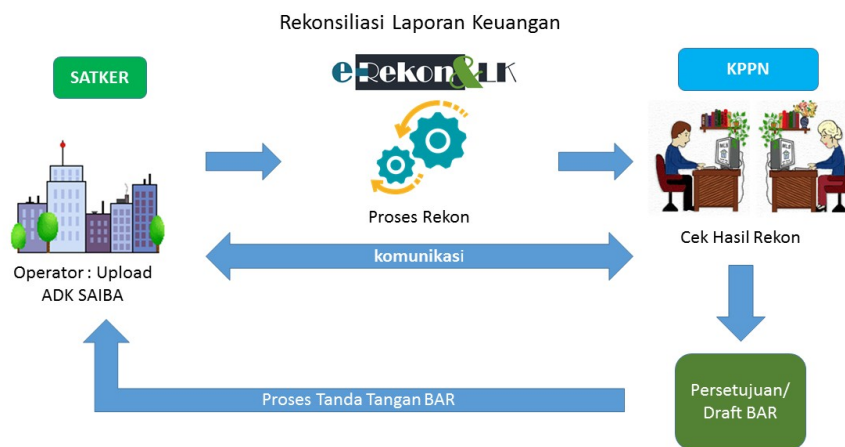 Rekonsiliasi Laporan Keuangan
SATKER
e-Rekon&LK
KPPN
Proses Rekon
Cek Hasil Rekon
komunikasi
Operator : Upload
ADK SAIBA
Proses Tanda Tangan BAR
Persetujuan/
Draft BAR